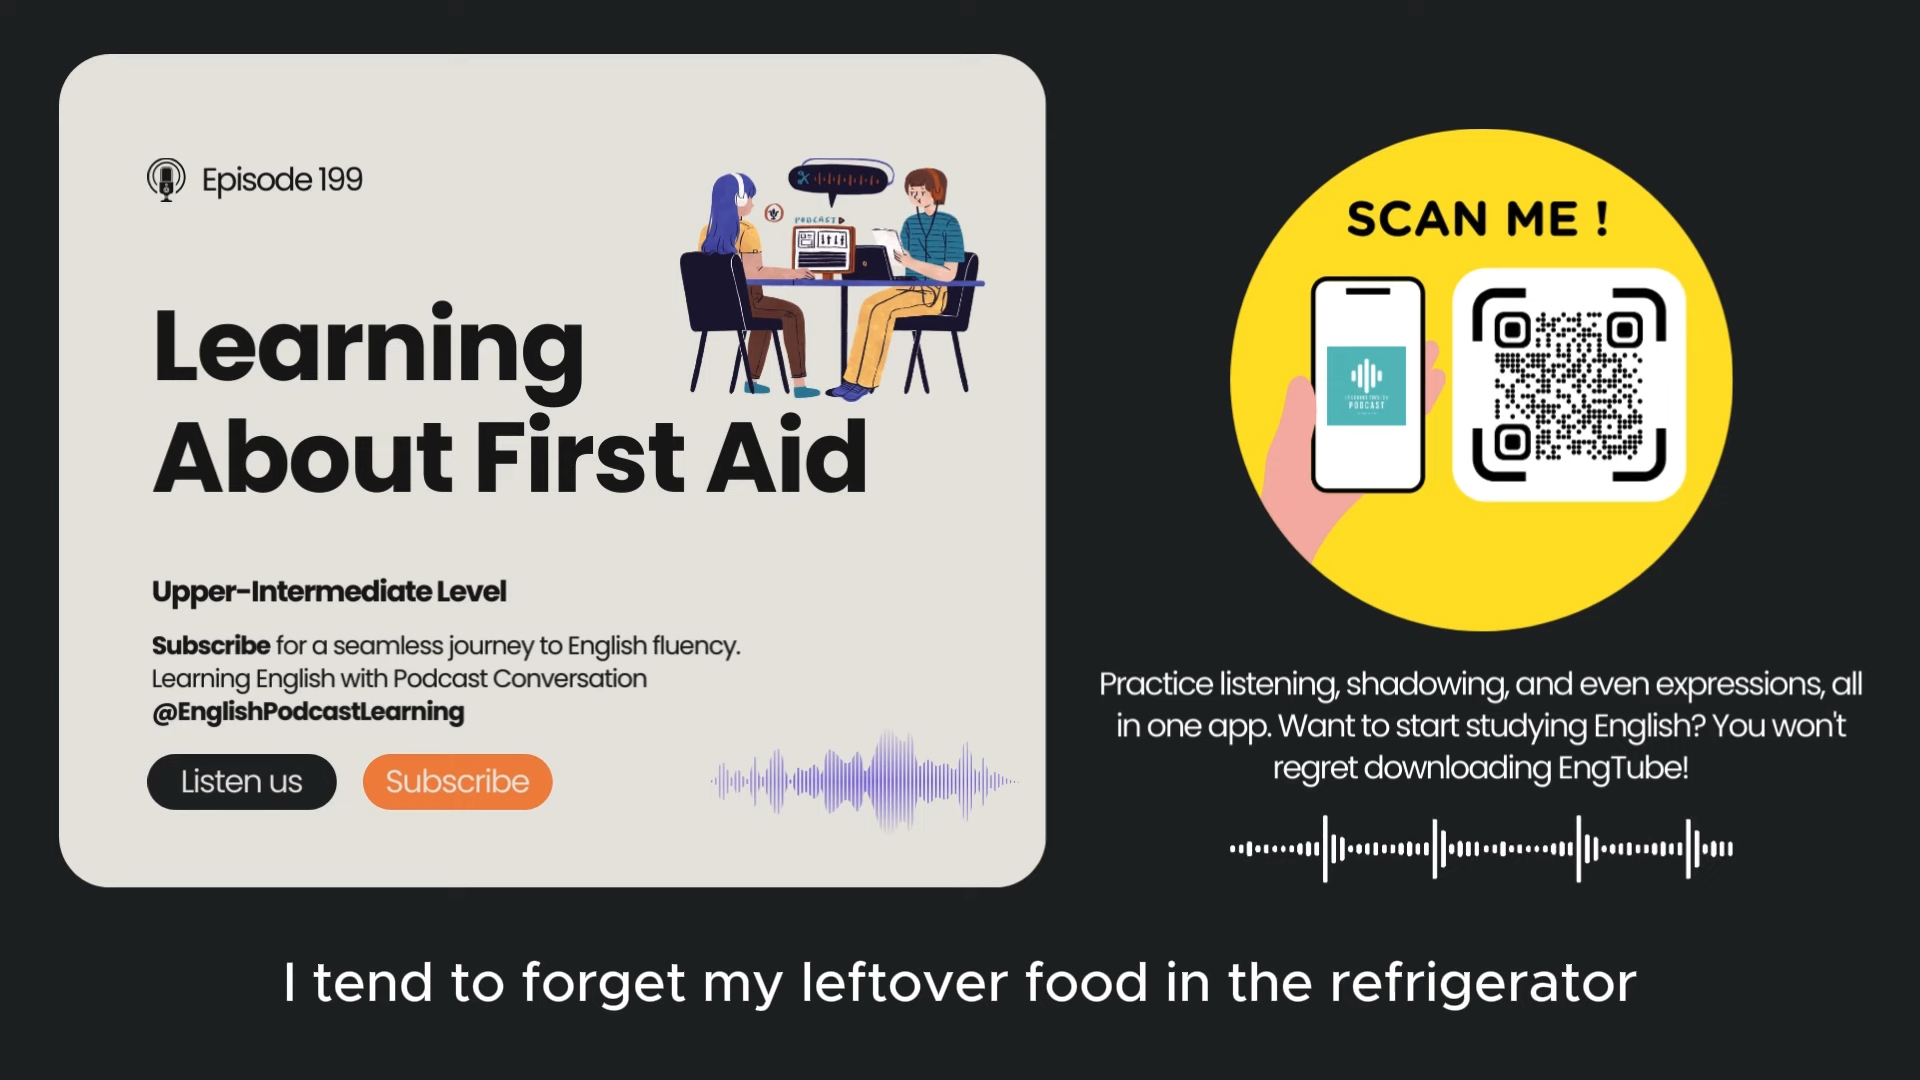 Episode 199
PODCAST
Learning
About First Aid
Upper-Intermediate Level
Subscribe for a seamless journey to English fluency.
Learning English with Podcast Conversation
@EnglishPodcastLearning
Listen us
Subscribe
SCAN ME !
PODCAST
Practice listening, shadowing, and even expressions, all
in one app. Want to start studying English? You won't
regret downloading EngTube!
I tend to forget my leftover food in the refrigerator